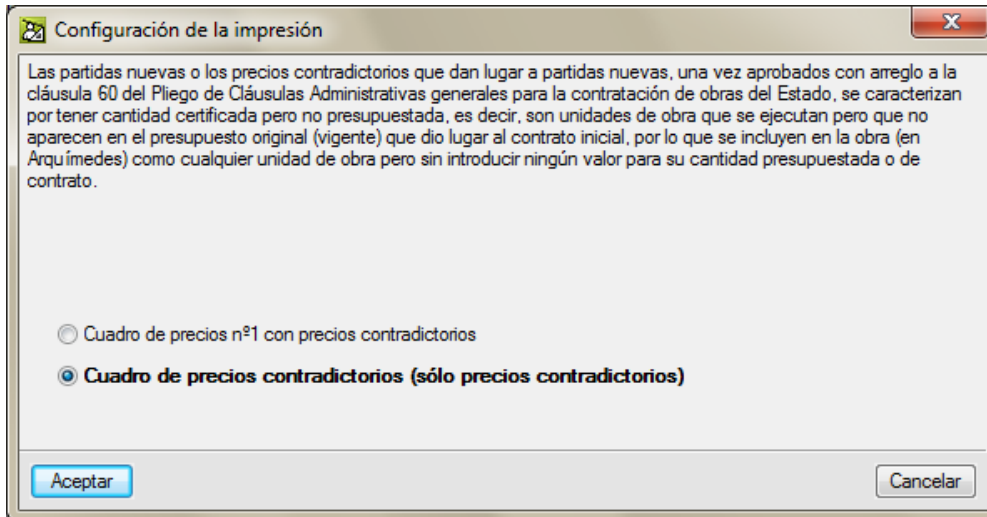 Configuración de la impresión
Las partidas nuevas o los precios contradictorios que dan lugar a partidas nuevas, una vez aprobados con arreglo a la
cláusula 60 del Pliego de Cláusulas Administrativas generales para la contratación de obras del Estado, se caracterizan
por tener cantidad certificada pero no presupuestada, es decir, son unidades de obra que se ejecutan pero que no
aparecen en el presupuesto original (vigente) que dio lugar al contrato inicial, por lo que se incluyen en la obra (en
Arquímedes) como cualquier unidad de obra pero sin introducir ningún valor para su cantidad presupuestada o de
contrato.
Cuadro de precios nº1 con precios contradictorios
Cuadro de precios contradictorios (sólo precios contradictorios)
Aceptar
Cancelar